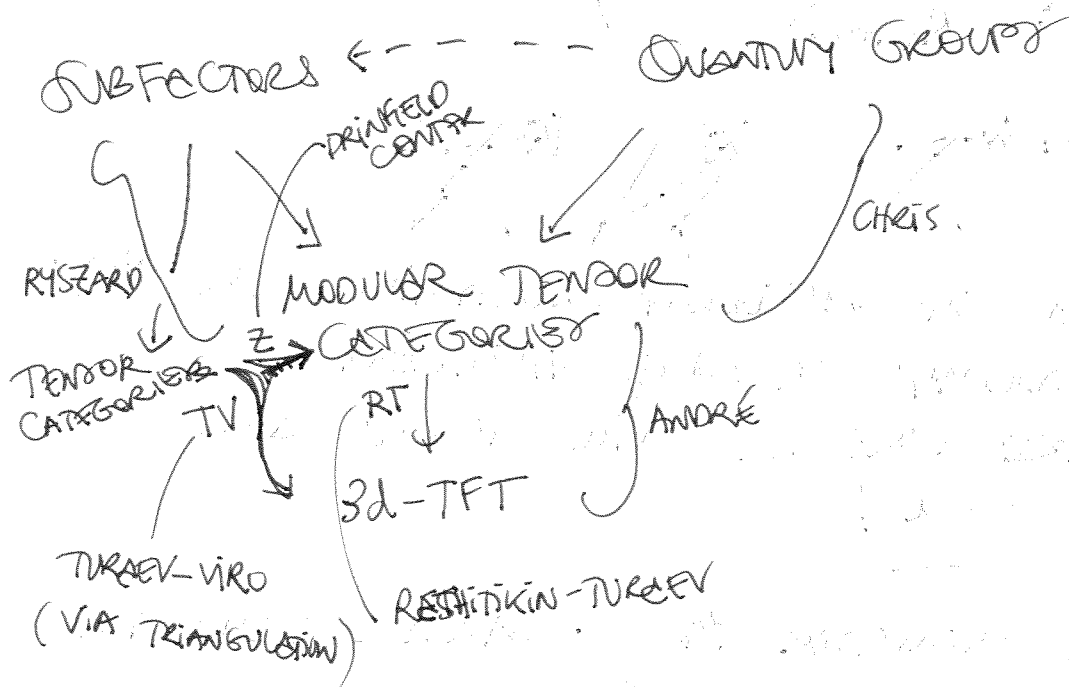 SUBFACTORS
QUANTUM GROUPS
DRINFELD
CENTER
CHRIS.
RYSZARD
MODULAR TENSOR
CATEGORIES
Z
TENSOR
CATEGORIES
TV
RT
ANDRÉ
3d-TFT
TURAEV-VIRO
(VIA TRIANGULATION)
RESHITIKIN-TURAEV